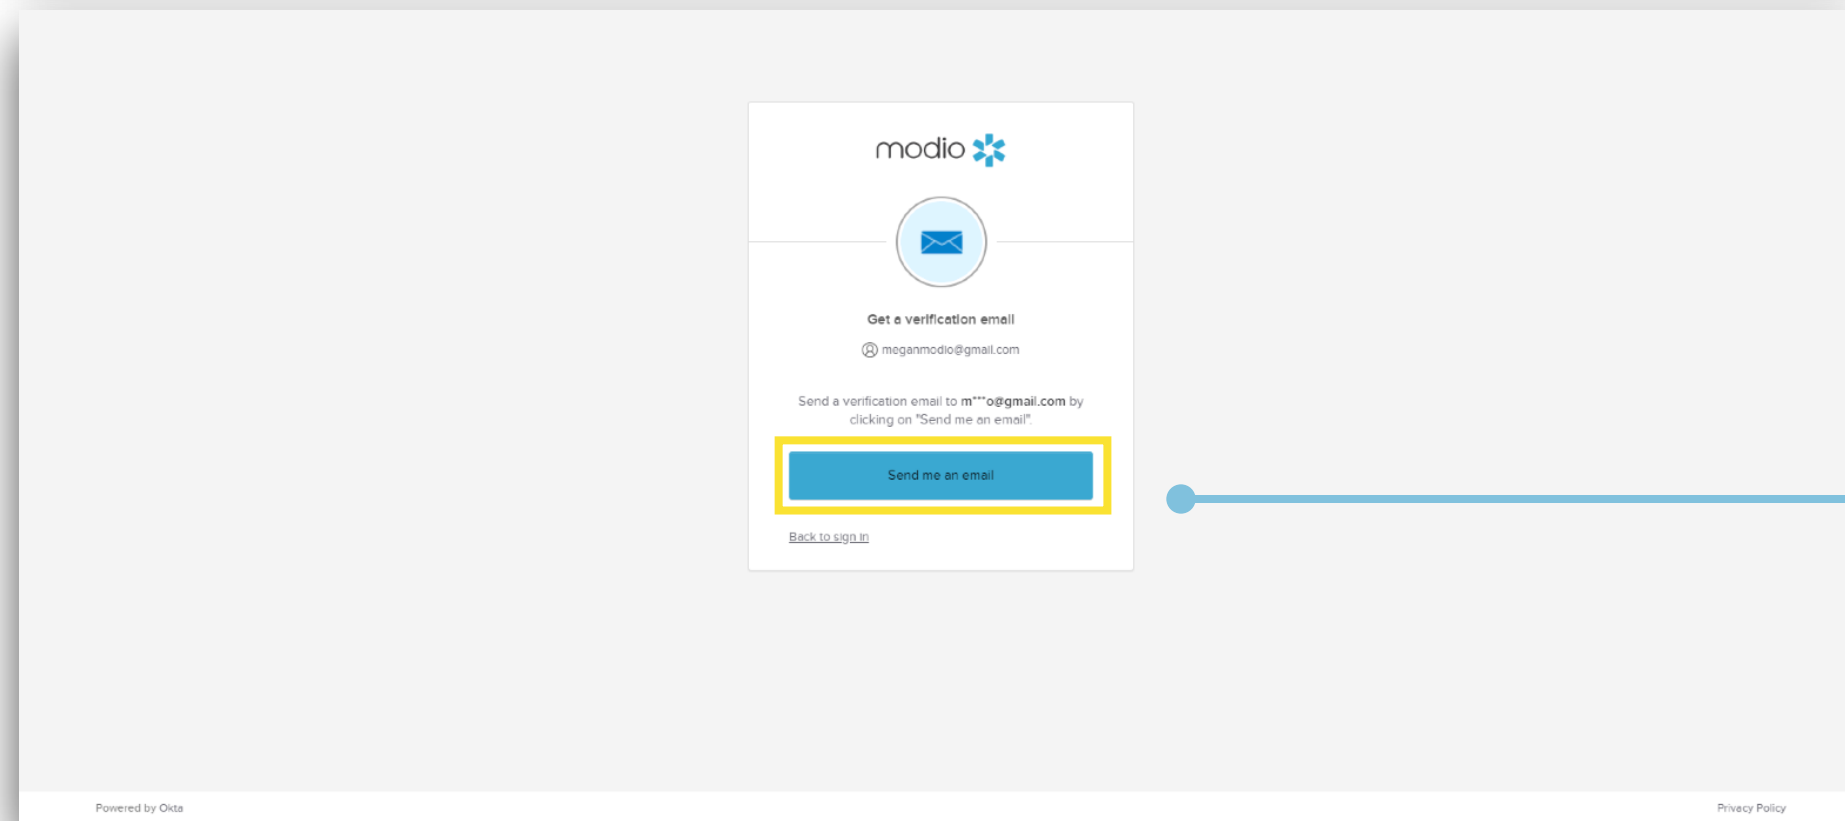 modio
Get a verification email
meganmodio@gmail.com
Send a verification email to m***o@gmail.com by
clicking on "Send me an email".
Send me an email
Back to sign in
Powered by Okta
Privacy Policy